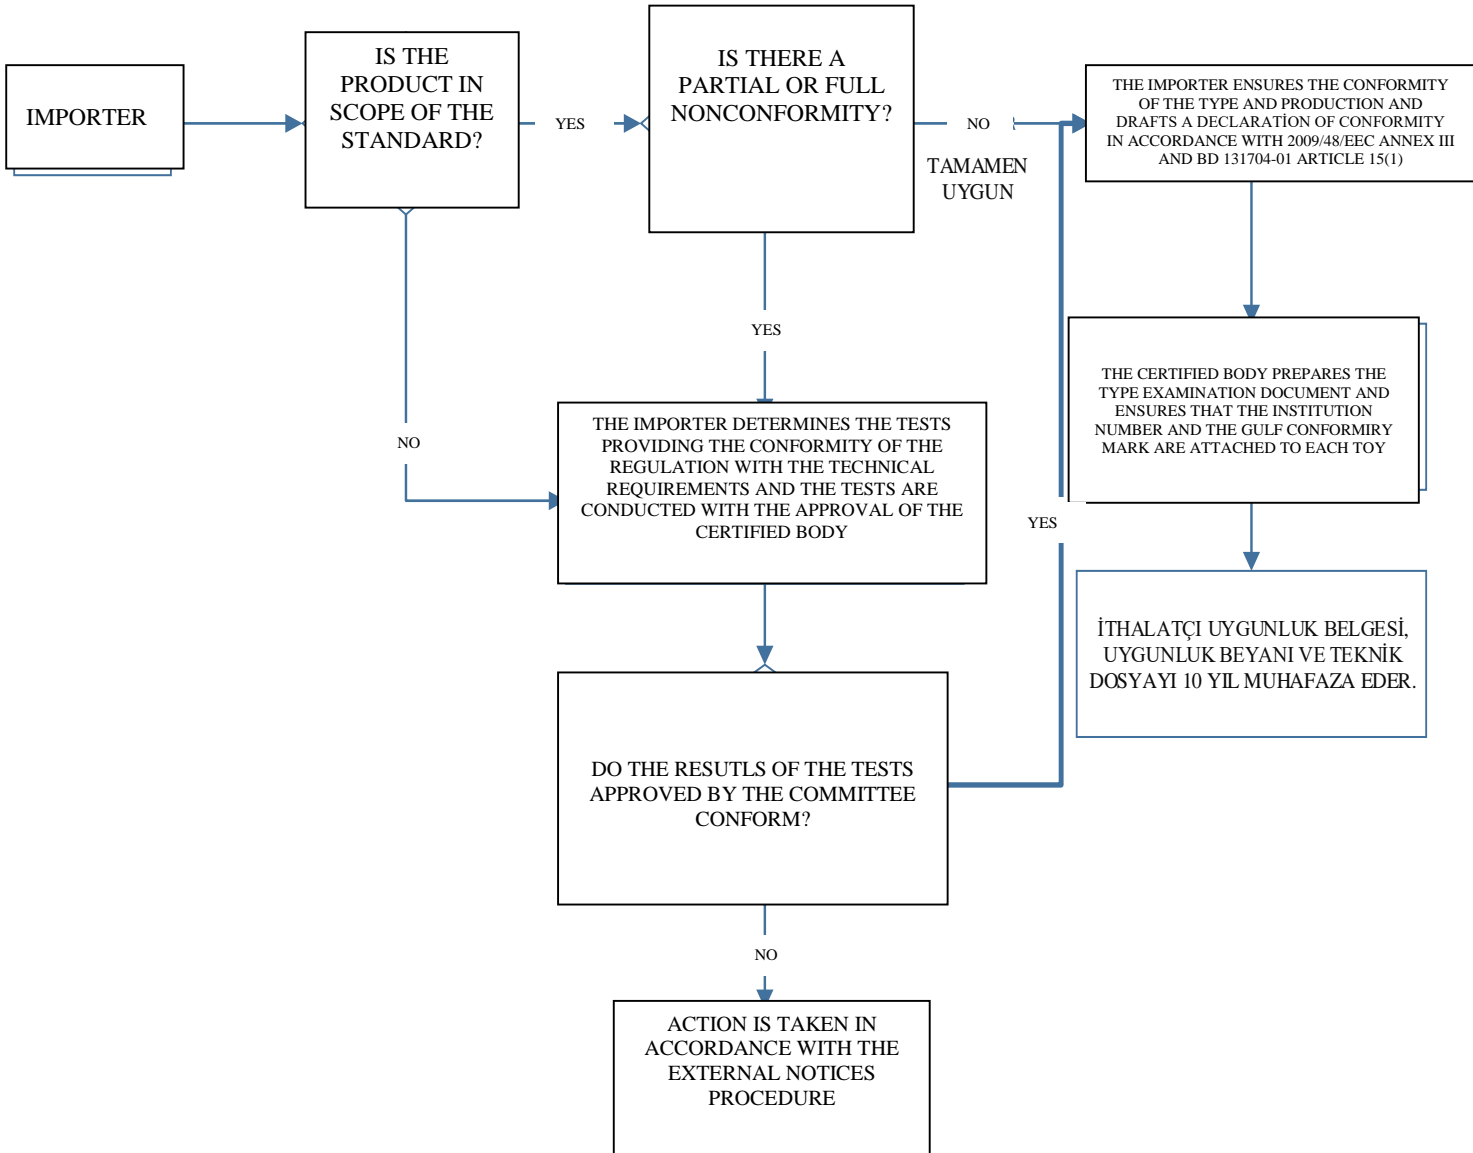 IMPORTER
IS THE
PRODUCT IN
SCOPE OF THE
STANDARD?
YES
IS THERE A
PARTIAL OR FULL
NONCONFORMITY?
NO
TAMAMEN
UYGUN
THE IMPORTER ENSURES THE CONFORMITY
OF THE TYPE AND PRODUCTION AND
DRAFTS A DECLARATİON OF CONFORMITY
IN ACCORDANCE WITH 2009/48/EEC ANNEX III
AND BD 131704-01 ARTICLE 15(1)
YES
NO
THE CERTIFIED BODY PREPARES THE
TYPE EXAMINATION DOCUMENT AND
ENSURES THAT THE INSTITUTION
NUMBER AND THE GULF CONFORMIRY
MARK ARE ATTACHED TO EACH TOY
THE IMPORTER DETERMINES THE TESTS
PROVIDING THE CONFORMITY OF THE
REGULATION WITH THE TECHNICAL
REQUIREMENTS AND THE TESTS ARE
CONDUCTED WITH THE APPROVAL OF THE
CERTIFIED BODY
YES
İTHALATÇI UYGUNLUK BELGESİ,
UYGUNLUK BEYANI VE TEKNİK
DOSYAYI 10 YIL MUHAFAZA EDER.
DO THE RESUTLS OF THE TESTS
APPROVED BY THE COMMITTEE
CONFORM?
NO
ACTION IS TAKEN IN
ACCORDANCE WITH THE
EXTERNAL NOTICES
PROCEDURE